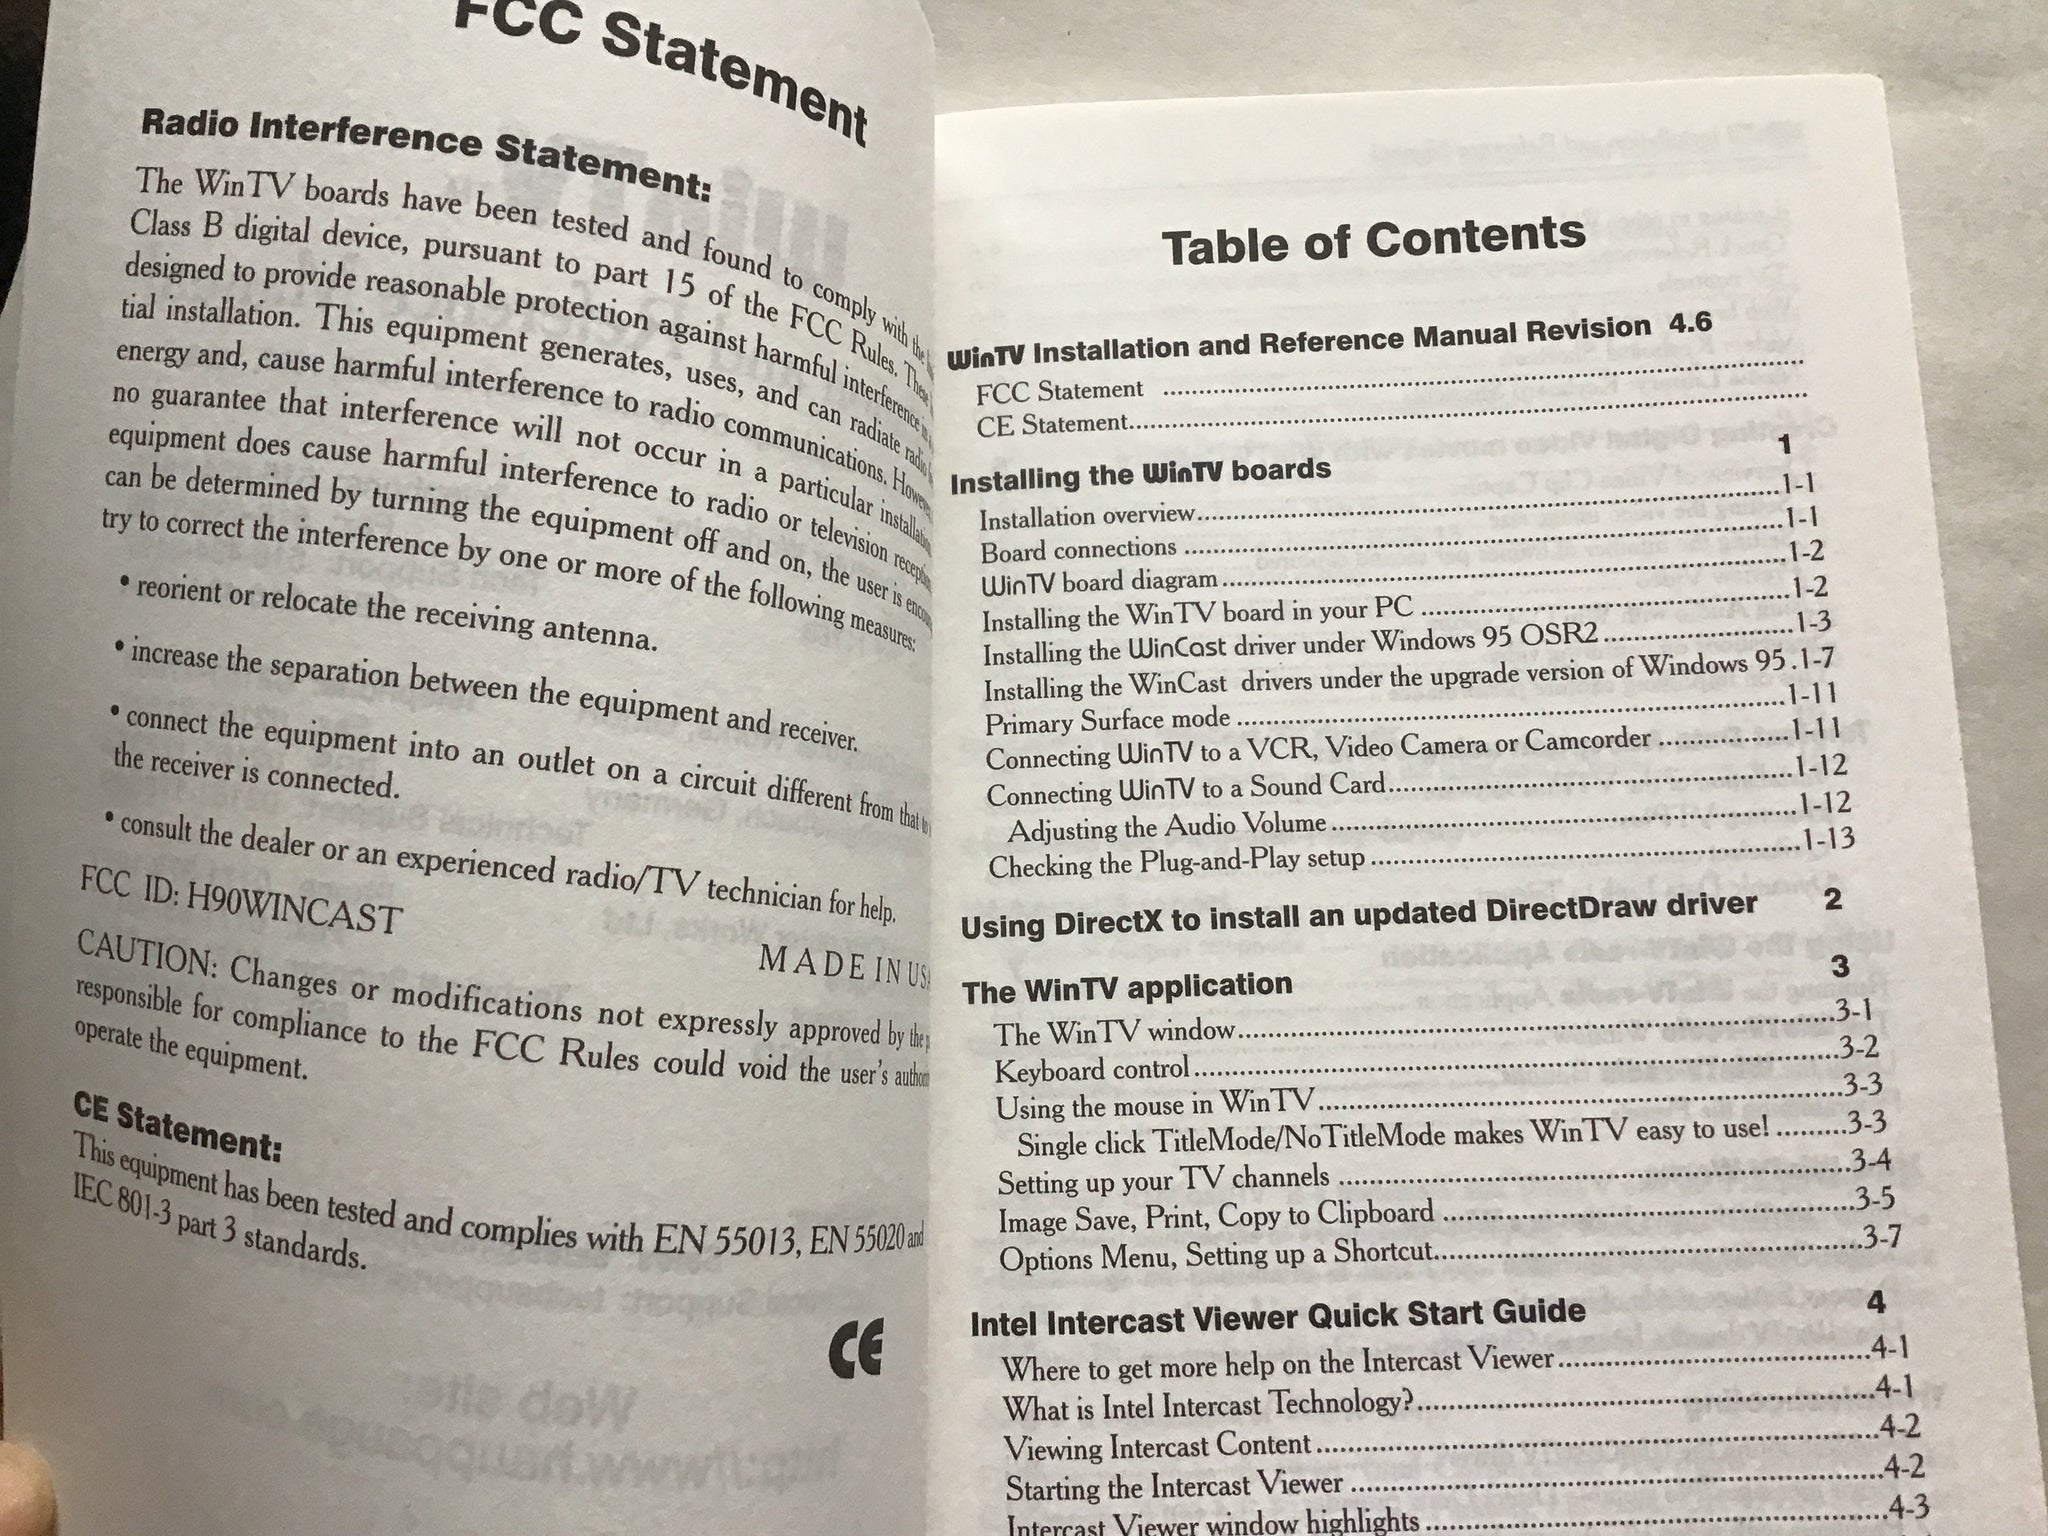 FCC Statement
Radio Interference Statement:
The WinTV boards have been tested and found to comply with the
Class B digital device, pursuant to part 15 of the FCC Rules. These
designed to provide reasonable protection against harmful interference in
tial installation. This equipment generates, uses, and can radiate radio
energy and, cause harmful interference to radio communications. However
no guarantee that interference will not occur in a particular installation
equipment does cause harmful interference to radio or television reception
can be determined by turning the equipment off and on, the user is encou
try to correct the interference by one or more of the following measures:
• reorient or relocate the receiving antenna.
• increase the separation between the equipment and receiver.
• connect the equipment into an outlet on a circuit different from that to
the receiver is connected.
• consult the dealer or an experienced radio/TV technician for help.
FCC ID: H90WINCAST
MADE IN USA
CAUTION: Changes or modifications not expressly approved by the
responsible for compliance to the FCC Rules could void the user's author
operate the equipment.
CE Statement:
This equipment has been tested and complies with EN 55013, EN 55020 and
IEC 801-3 part 3 standards.
CE
Table of Contents
WinTV Installation and Reference Manual Revision 4.6
FCC Statement ..........
CE Statement..........
Installing the WinTV boards 1
Installation overview..........1-1
Board connections ..........1-1
WinTV board diagram..........1-2
Installing the WinTV board in your PC ..........1-2
Installing the WinCast driver under Windows 95 OSR2..........1-3
Installing the WinCast drivers under the upgrade version of Windows 95 .1-7
Primary Surface mode ..........1-11
Connecting WinTV to a VCR, Video Camera or Camcorder ..........1-11
Connecting WinTV to a Sound Card..........1-12
Adjusting the Audio Volume..........1-12
Checking the Plug-and-Play setup ..........1-13
Using DirectX to install an updated DirectDraw driver 2
The WinTV application 3
The WinTV window..........3-1
Keyboard control..........3-2
Using the mouse in WinTV..........3-3
Single click TitleMode/NoTitleMode makes WinTV easy to use! .........3-3
Setting up your TV channels ..........3-4
Image Save, Print, Copy to Clipboard ..........3-5
Options Menu, Setting up a Shortcut..........3-7
Intel Intercast Viewer Quick Start Guide 4
Where to get more help on the Intercast Viewer..........4-1
What is Intel Intercast Technology?..........4-1
Viewing Intercast Content..........4-2
Starting the Intercast Viewer ..........4-2
Intercast Viewer window highlights ..........4-3